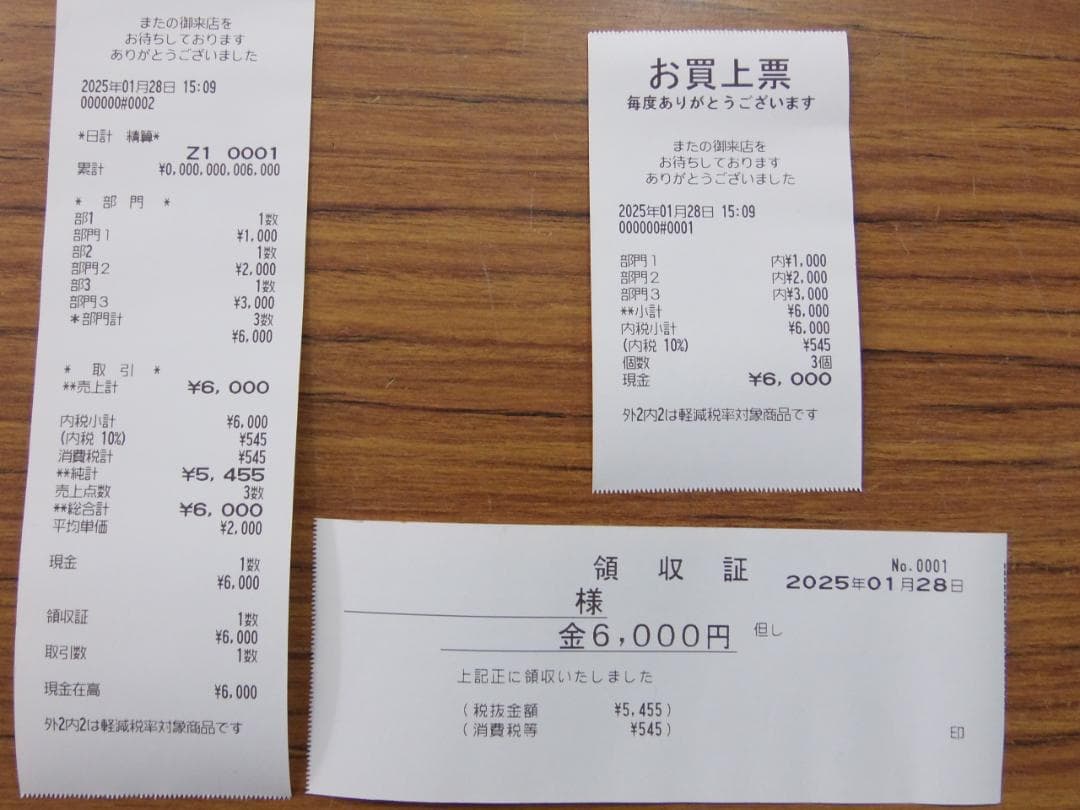 またの御来店を
お待ちしております
ありがとうございました
2025年01月28日 15:09
000000#0002
*日計 精算*
Z1 0001
累計 ¥0,000,000,006,000
* 部 門 *
部1 1数
部門1 ¥1,000
部2 1数
部門2 ¥2,000
部3 1数
部門3 ¥3,000
*部門計 3数
¥6,000
* 取 引 *
**売上計 ¥6,000
内税小計 ¥6,000
(内税 10%) ¥545
消費税計 ¥545
**純計 ¥5,455
売上点数 3数
**総合計 ¥6,000
平均単価 ¥2,000
現金 1数
¥6,000
領収証 1数
¥6,000
取引数 1数
現金在高 ¥6,000
外2内2は軽減税率対象商品です
お買上票
毎度ありがとうございます
またの御来店を
お待ちしております
ありがとうございました
2025年01月28日 15:09
000000#0001
部門1 内¥1,000
部門2 内¥2,000
部門3 内¥3,000
**小計 ¥6,000
内税小計 ¥6,000
(内税 10%) ¥545
個数 3個
現金 ¥6,000
外2内2は軽減税率対象商品です
領 収 証 No.0001
2025年01月28日
様
金6,000円 但し
上記正に領収いたしました
(税抜金額 ¥5,455)
(消費税等 ¥545)
印